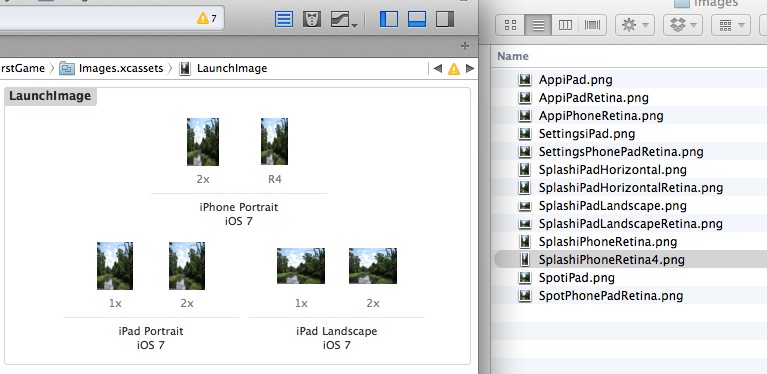 7
rstGame > Images.xcassets > LaunchImage
LaunchImage
2x R4
iPhone Portrait
iOS 7
1x 2x 1x 2x
iPad Portrait iPad Landscape
iOS 7 iOS 7
images
Name
AppiPad.png
AppiPadRetina.png
AppiPhoneRetina.png
SettingsiPad.png
SettingsPhonePadRetina.png
SplashiPadHorizontal.png
SplashiPadHorizontalRetina.png
SplashiPadLandscape.png
SplashiPadLandscapeRetina.png
SplashiPhoneRetina.png
SplashiPhoneRetina4.png
SpotiPad.png
SpotPhonePadRetina.png